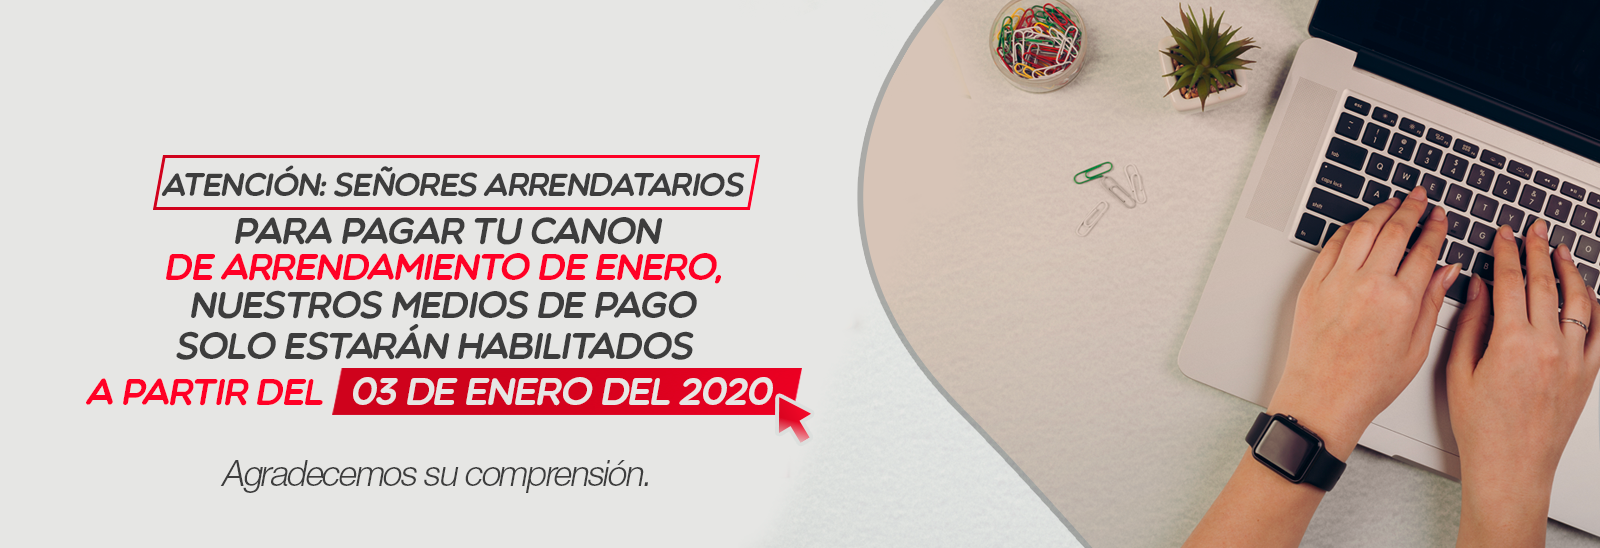 ATENCIÓN: SEÑORES ARRENDATARIOS
PARA PAGAR TU CANON
DE ARRENDAMIENTO DE ENERO,
NUESTROS MEDIOS DE PAGO
SOLO ESTARÁN HABILITADOS
A PARTIR DEL 03 DE ENERO DEL 2020
Agradecemos su comprensión.